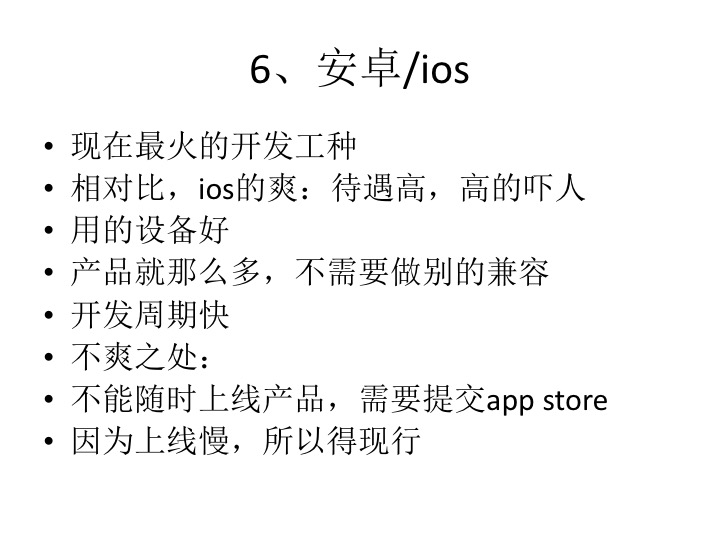 6、安卓/ios
• 现在最火的开发工种
• 相对比，ios的爽：待遇高，高的吓人
• 用的设备好
• 产品就那么多，不需要做别的兼容
• 开发周期快
• 不爽之处：
• 不能随时上线产品，需要提交app store
• 因为上线慢，所以得现行